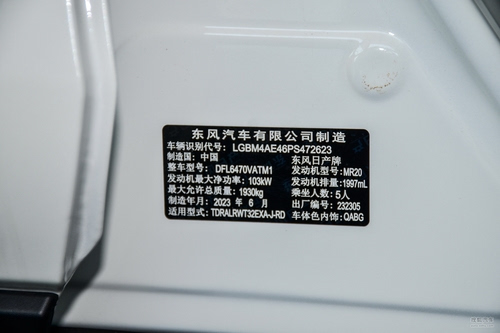 东风汽车有限公司制造
车辆识别代号: LGBM4AE46PS472623
制造国: 中国 东风日产牌
整车型号: DFL6470VATM1 发动机型号: MR20
发动机最大净功率: 103kW 发动机排量: 1997mL
最大允许总质量: 1930kg 乘坐人数: 5人
制造年月: 2023 年 6 月 出厂编号: 232305
适用型式: TDRALRWT32EXA-J-RD 车体色内饰: QABG